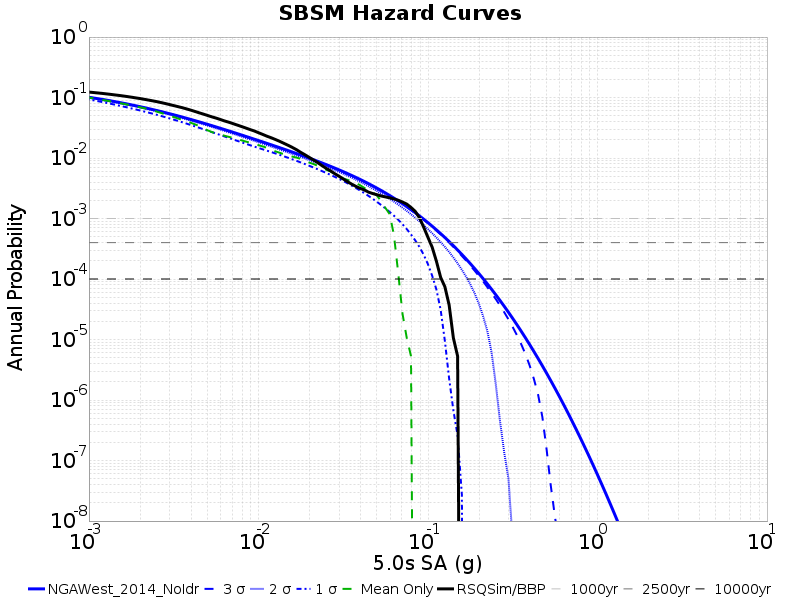 SBSM Hazard Curves
10^0
10^-1
10^-2
10^-3
10^-4
10^-5
10^-6
10^-7
10^-8
Annual Probability
10^-3 10^-2 10^-1 10^0 10^1
5.0s SA (g)
NGAWest_2014_NoIdr 3 σ 2 σ 1 σ Mean Only RSQSim/BBP 1000yr 2500yr 10000yr